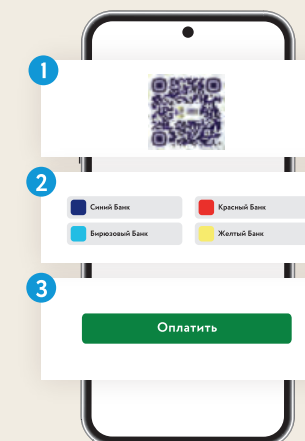 1
2
Синий Банк
Красный Банк
Бирюзовый Банк
Желтый Банк
3
Оплатить